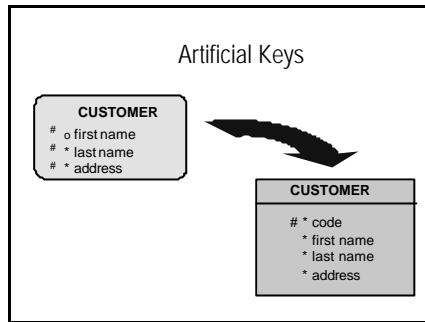 Artificial Keys
CUSTOMER
# o first name
# * last name
# * address
CUSTOMER
# * code
* first name
* last name
* address